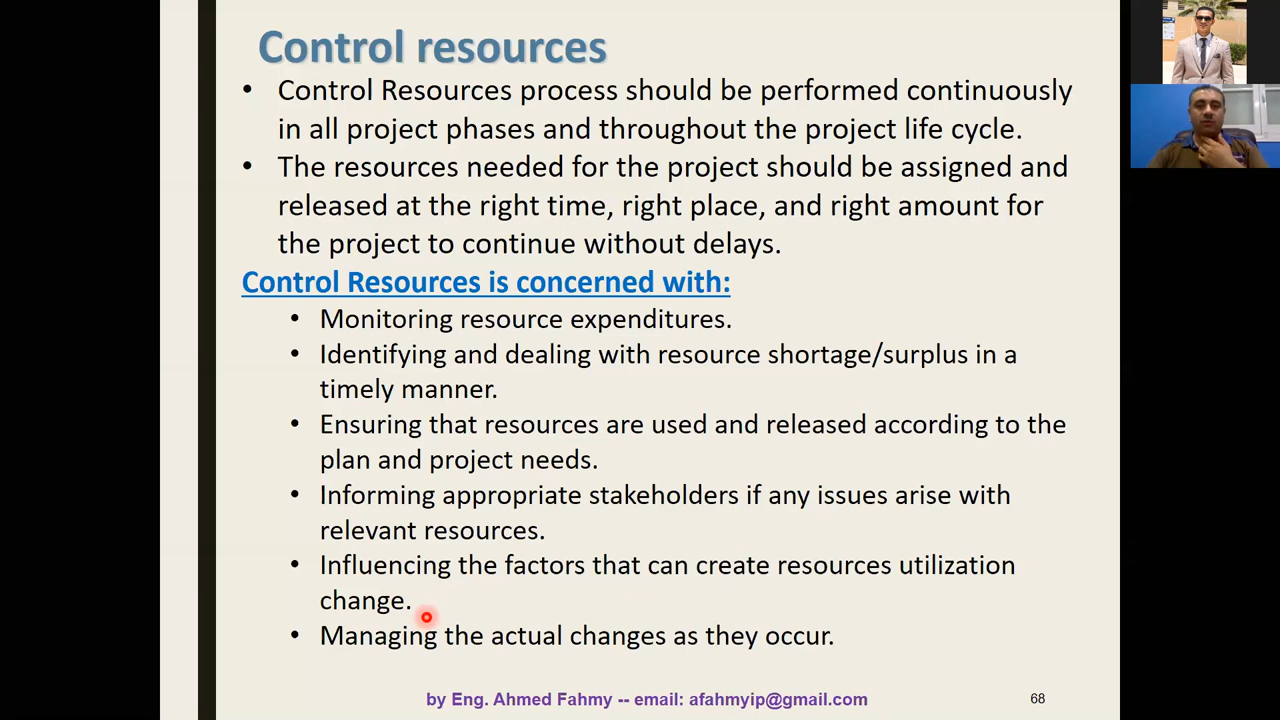 Control resources
• Control Resources process should be performed continuously
in all project phases and throughout the project life cycle.
• The resources needed for the project should be assigned and
released at the right time, right place, and right amount for
the project to continue without delays.
Control Resources is concerned with:
• Monitoring resource expenditures.
• Identifying and dealing with resource shortage/surplus in a
timely manner.
• Ensuring that resources are used and released according to the
plan and project needs.
• Informing appropriate stakeholders if any issues arise with
relevant resources.
• Influencing the factors that can create resources utilization
change.
• Managing the actual changes as they occur.
by Eng. Ahmed Fahmy -- email: afahmyip@gmail.com
68